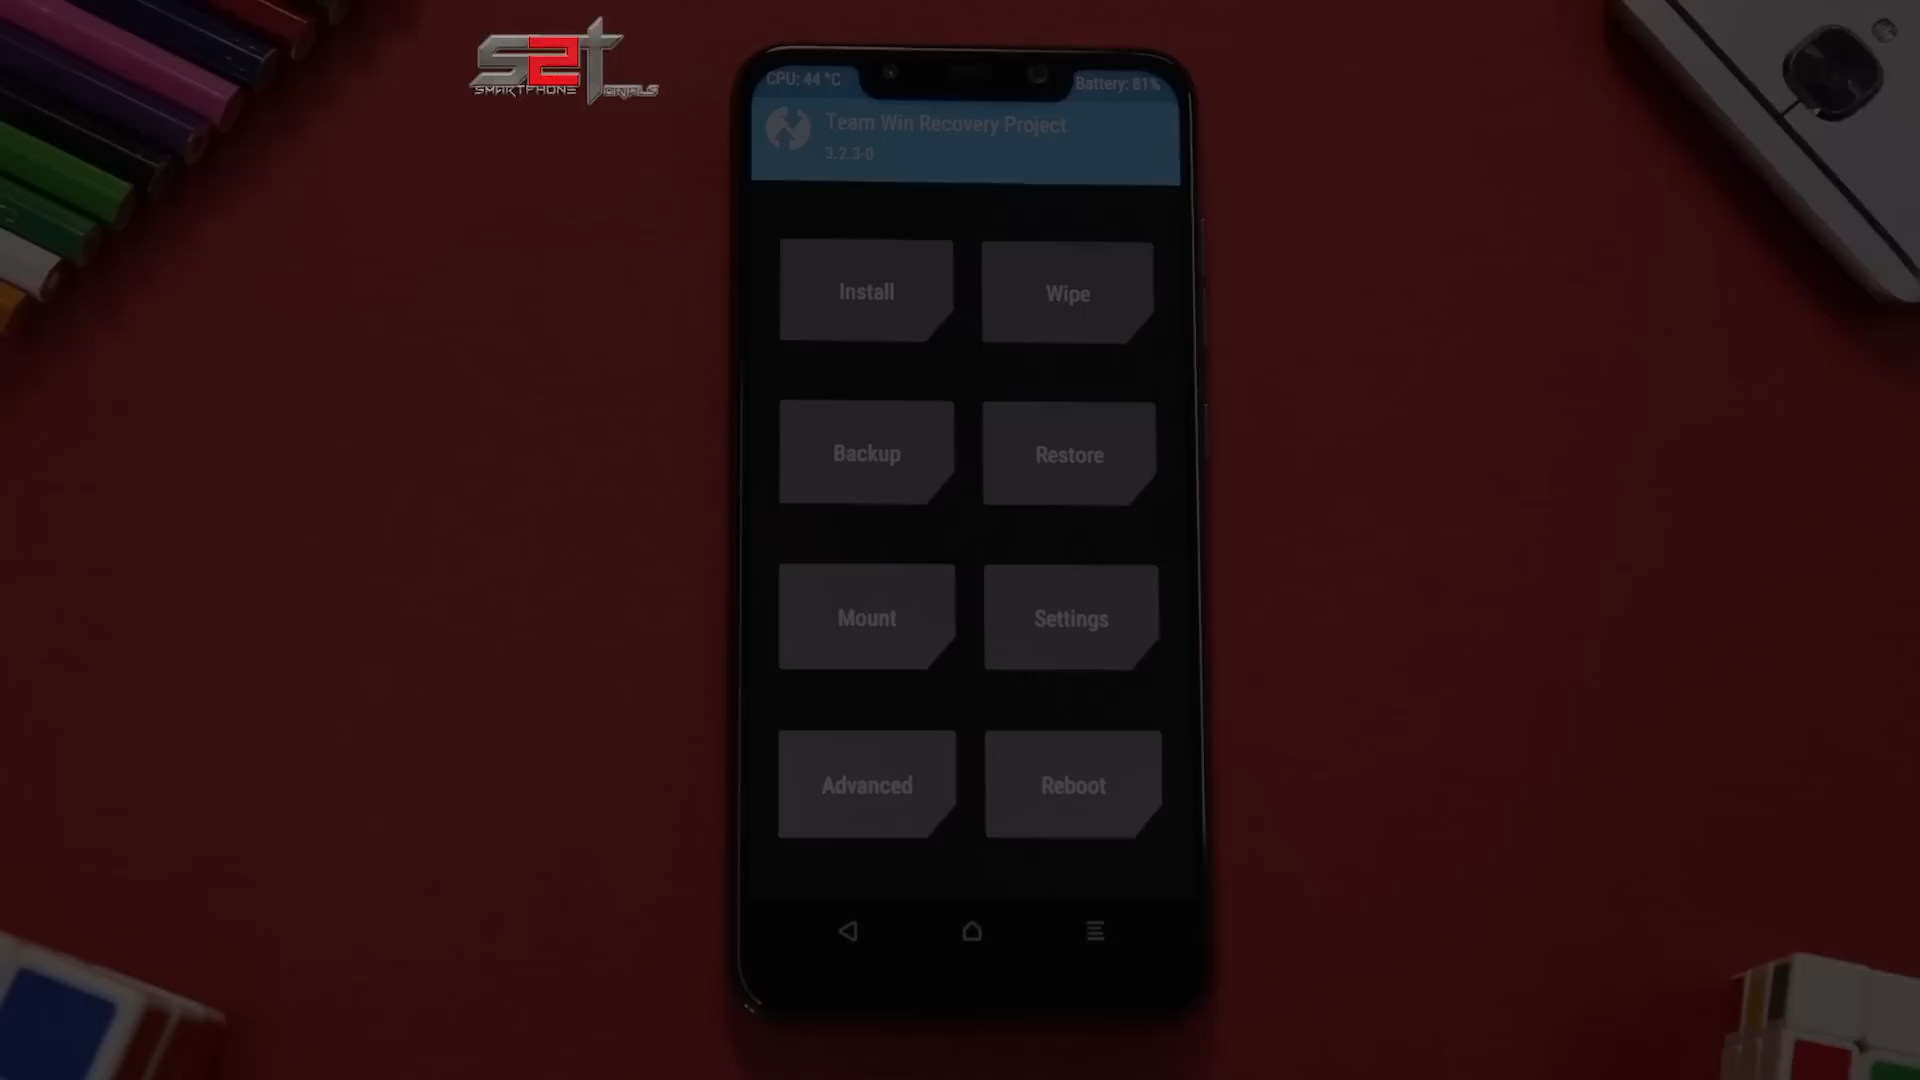 S2T
SMARTPHONE TORIALS
CPU: 44 °C
Battery: 81%
Team Win Recovery Project
3.2.3-0
Install
Wipe
Backup
Restore
Mount
Settings
Advanced
Reboot